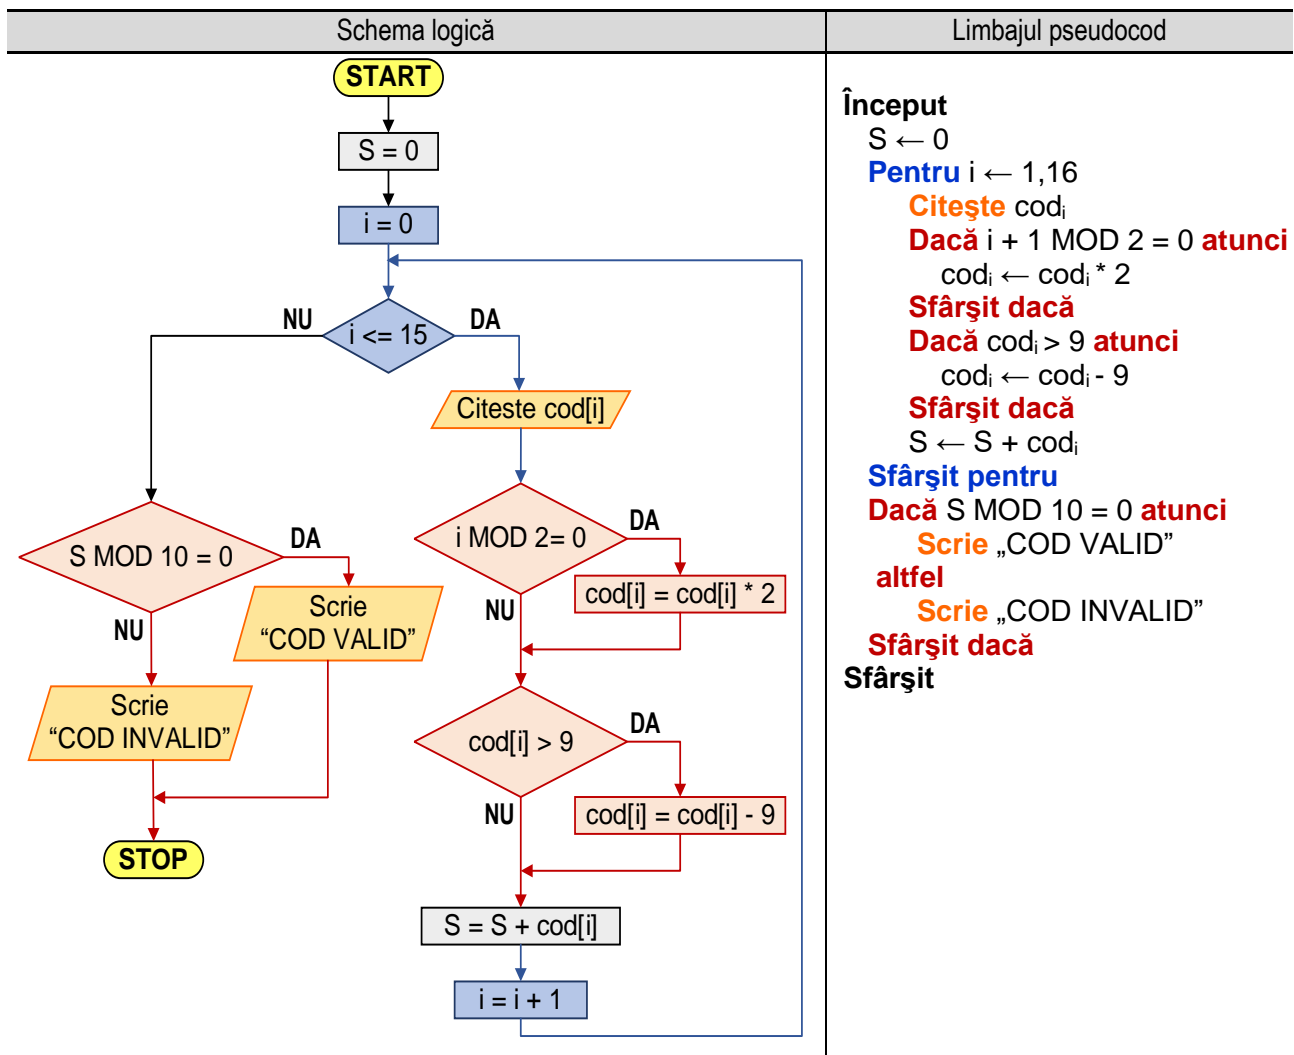 Schema logică
Limbajul pseudocod
START
S = 0
i = 0
NU
i <= 15
DA
Citeste cod[i]
i MOD 2= 0
DA
cod[i] = cod[i] * 2
NU
S MOD 10 = 0
DA
Scrie
“COD VALID”
NU
Scrie
“COD INVALID”
cod[i] > 9
DA
cod[i] = cod[i] - 9
NU
STOP
S = S + cod[i]
i = i + 1
Început
S ← 0
Pentru i ← 1,16
Citeşte codi
Dacă i + 1 MOD 2 = 0 atunci
codi ← codi * 2
Sfârşit dacă
Dacă codi > 9 atunci
codi ← codi - 9
Sfârşit dacă
S ← S + codi
Sfârşit pentru
Dacă S MOD 10 = 0 atunci
Scrie „COD VALID”
altfel
Scrie „COD INVALID”
Sfârşit dacă
Sfârşit